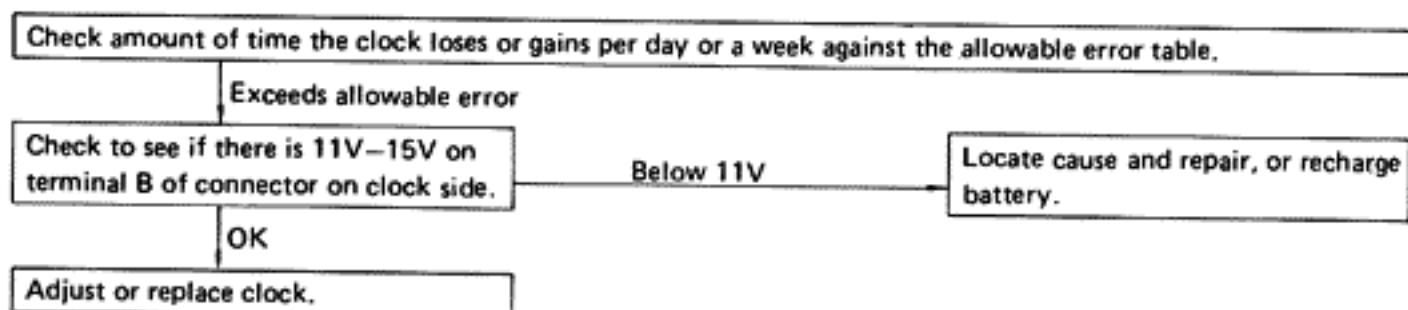 Check amount of time the clock loses or gains per day or a week against the allowable error table.
Exceeds allowable error
Check to see if there is 11V–15V on
terminal B of connector on clock side.
Below 11V
Locate cause and repair, or recharge
battery.
OK
Adjust or replace clock.